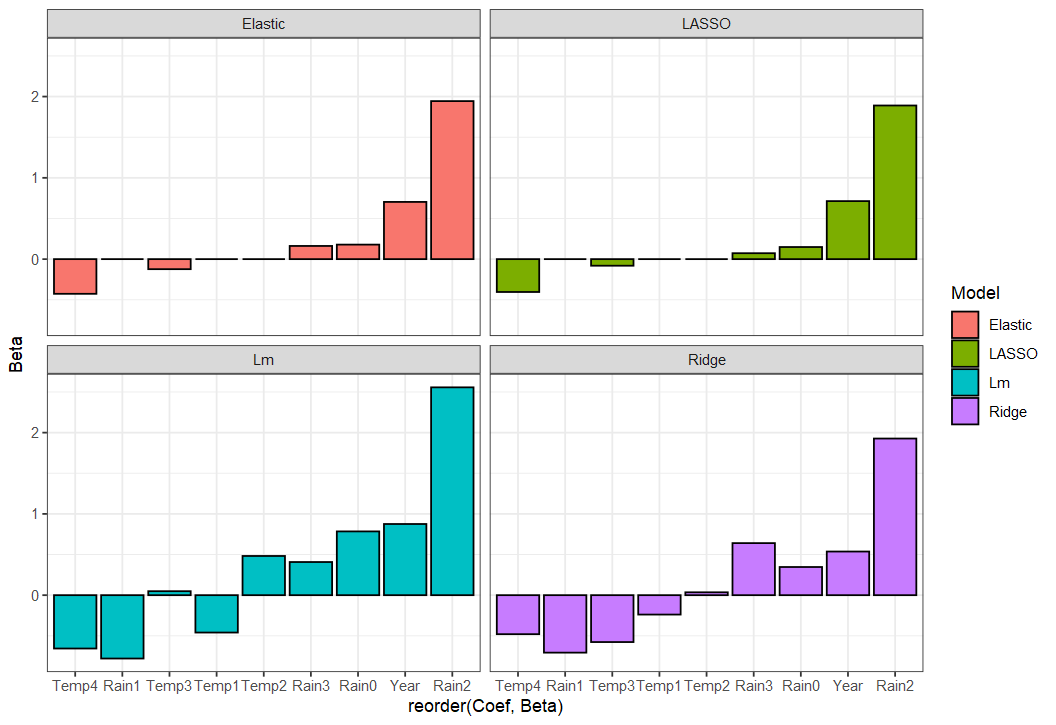 Elastic
LASSO
2
1
0
Beta
Model
Elastic
LASSO
Lm
Ridge
Lm
Ridge
2
1
0
Temp4 Rain1 Temp3 Temp1 Temp2 Rain3 Rain0 Year Rain2
Temp4 Rain1 Temp3 Temp1 Temp2 Rain3 Rain0 Year Rain2
reorder(Coef, Beta)